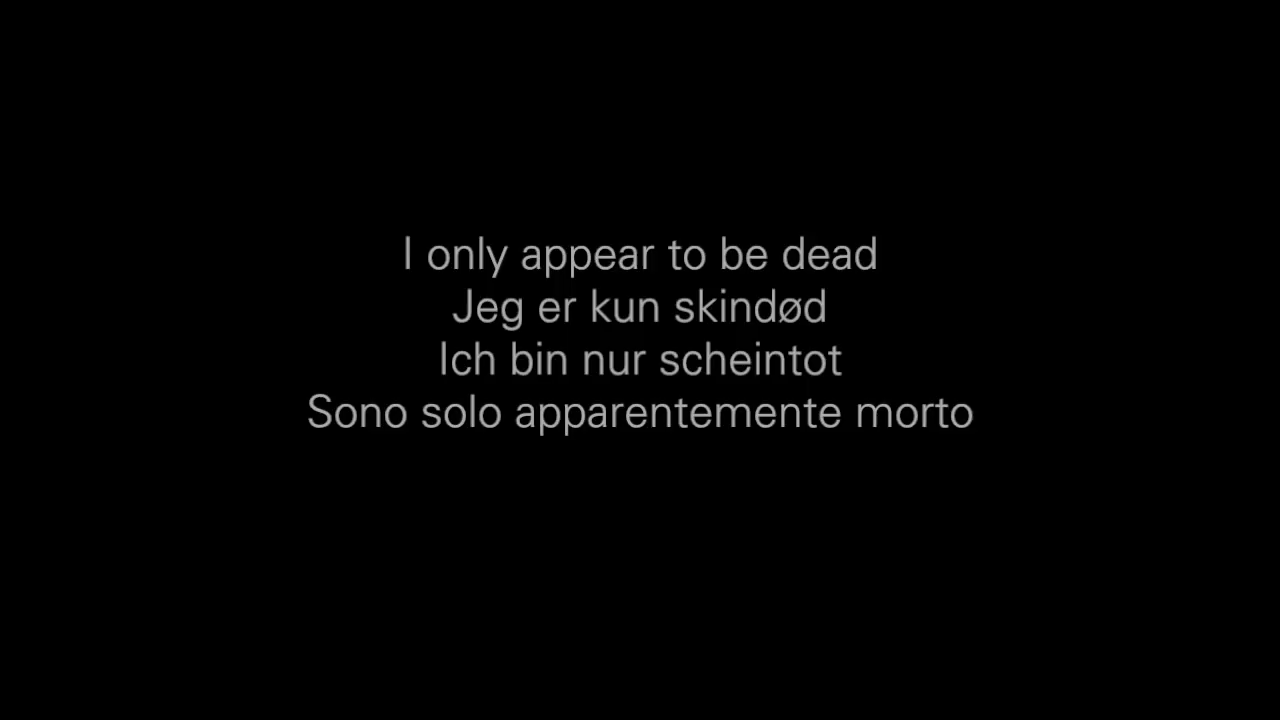 I only appear to be dead
Jeg er kun skindød
Ich bin nur scheintot
Sono solo apparentemente morto